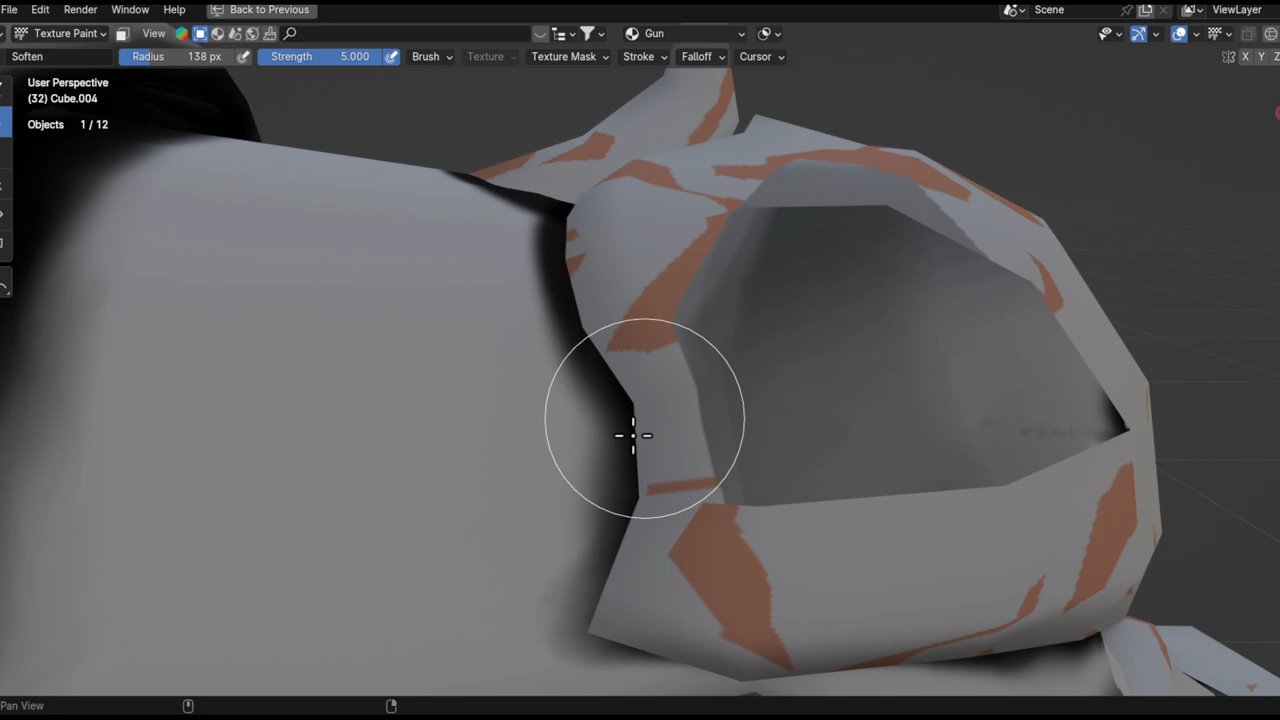 File Edit Render Window Help Back to Previous Scene ViewLayer
Texture Paint View Gun
Soften Radius 138 px Strength 5.000 Brush Texture Texture Mask Stroke Falloff Cursor X Y Z
User Perspective
(32) Cube.004
Objects 1 / 12
Pan View